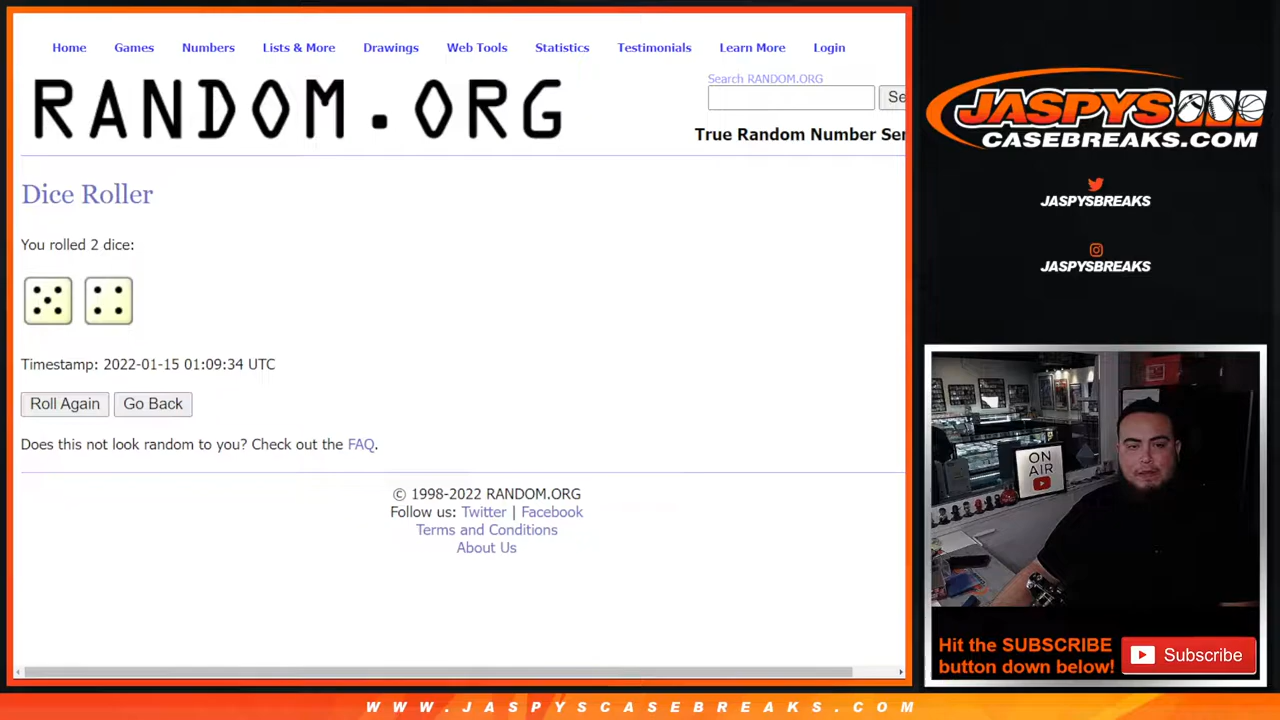 Home Games Numbers Lists & More Drawings Web Tools Statistics Testimonials Learn More Login
RANDOM.ORG
Search RANDOM.ORG
Se
True Random Number Ser
Dice Roller
You rolled 2 dice:
Timestamp: 2022-01-15 01:09:34 UTC
Roll Again Go Back
Does this not look random to you? Check out the FAQ.
© 1998-2022 RANDOM.ORG
Follow us: Twitter | Facebook
Terms and Conditions
About Us
JASPYS
CASEBREAKS.COM
JASPYSBREAKS
JASPYSBREAKS
ON
AIR
Hit the SUBSCRIBE
button down below!
Subscribe
WWW.JASPYSCASEBREAKS.COM